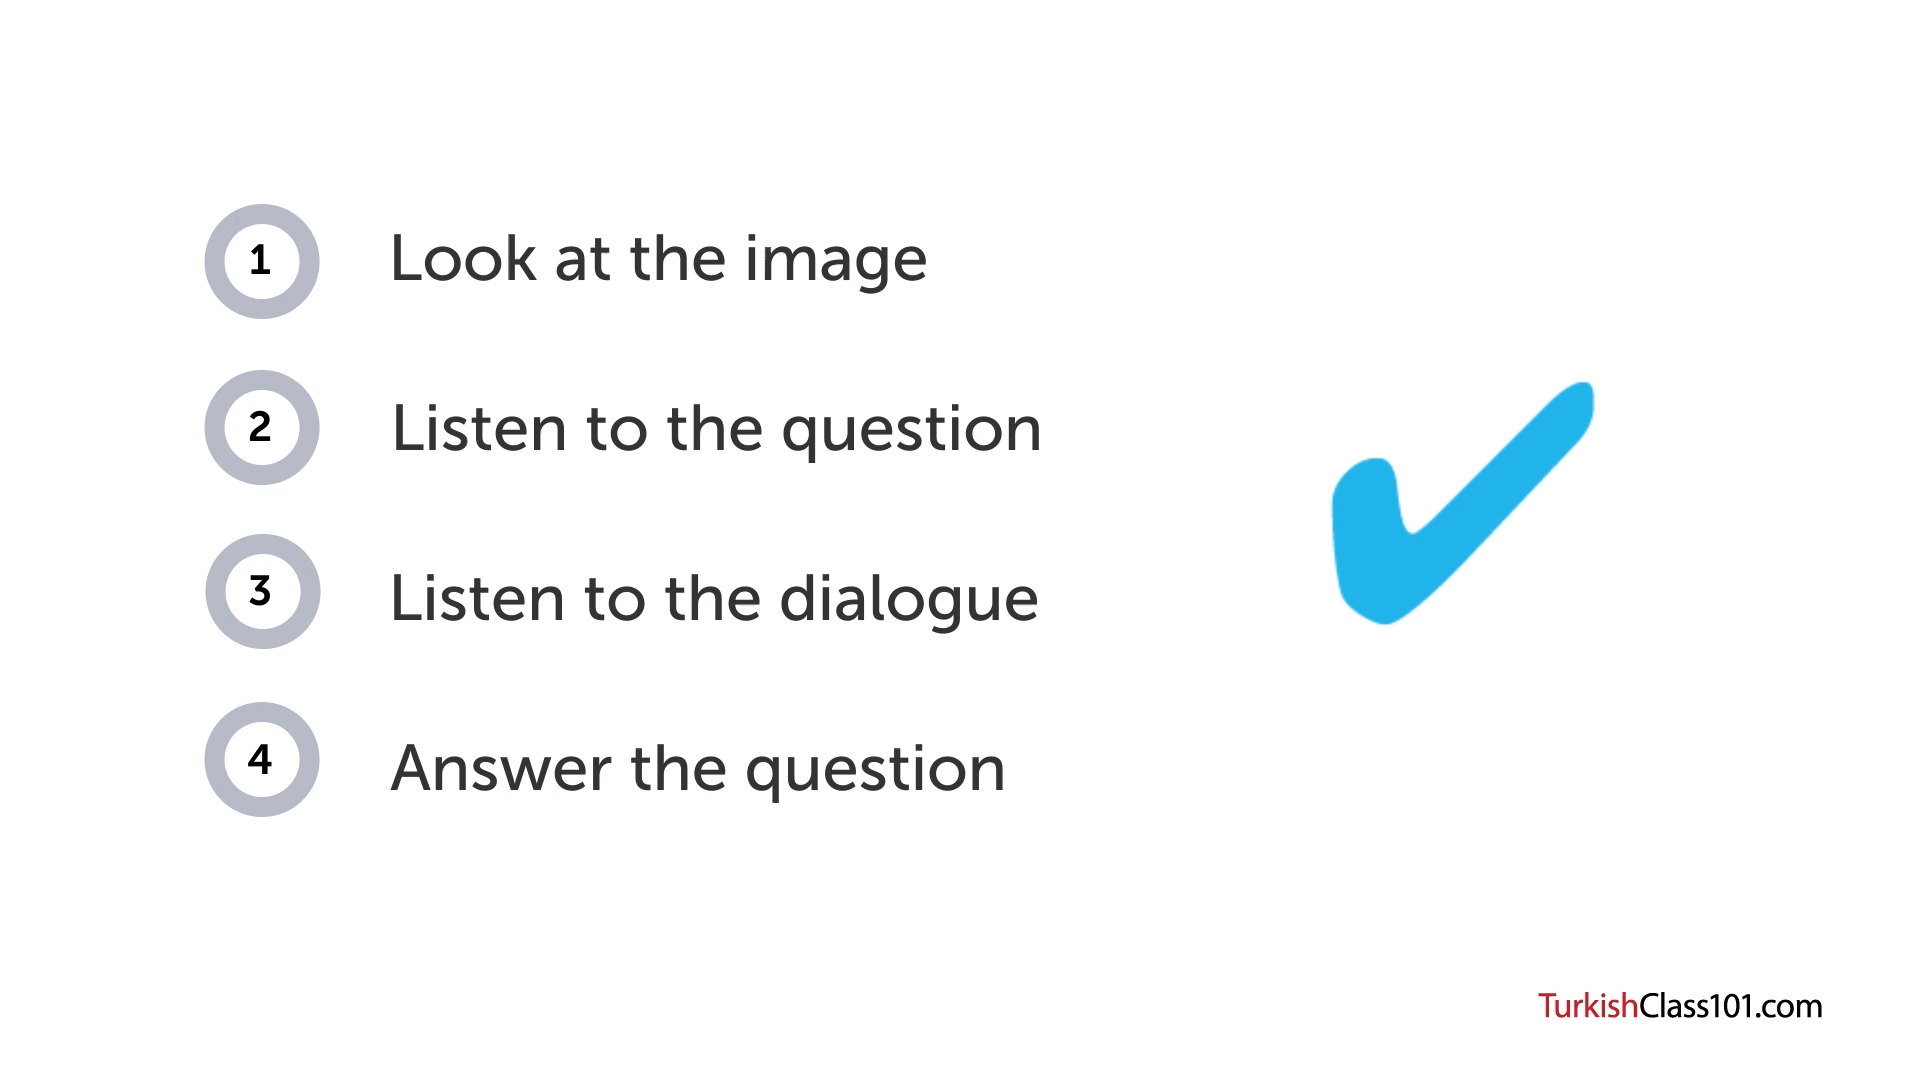 1 Look at the image
2 Listen to the question
3 Listen to the dialogue
4 Answer the question
TurkishClass101.com